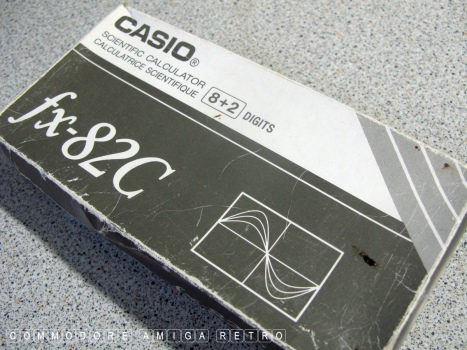 CASIO®
SCIENTIFIC CALCULATOR
CALCULATRICE SCIENTIFIQUE
8+2 DIGITS
fx-82C
COMMODORE AMIGA RETRO